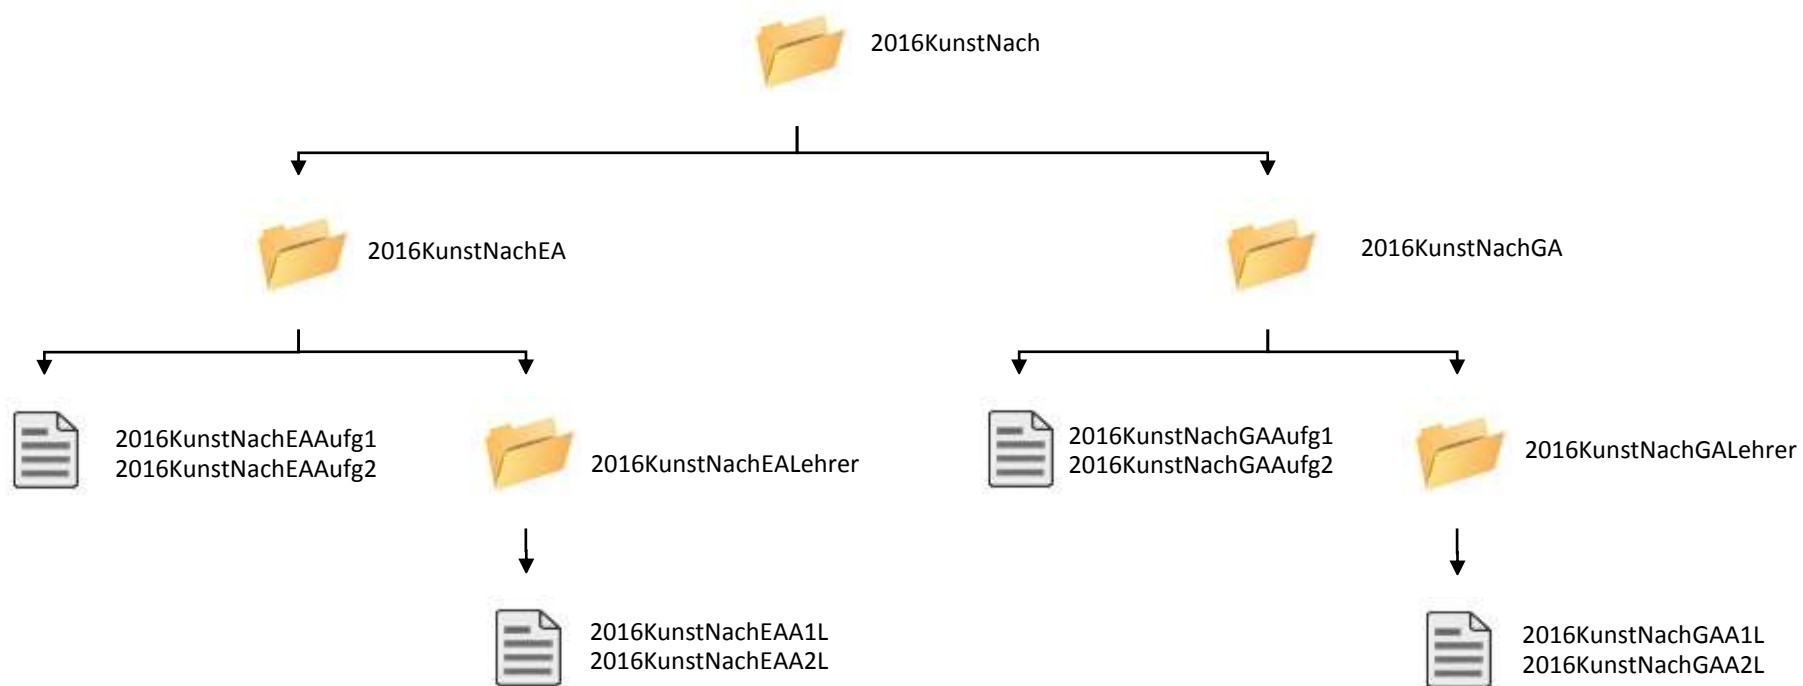 2016KunstNach
2016KunstNachEA
2016KunstNachGA
2016KunstNachEAAufg1
2016KunstNachEAAufg2
2016KunstNachEALehrer
2016KunstNachGAAufg1
2016KunstNachGAAufg2
2016KunstNachGALehrer
2016KunstNachEAA1L
2016KunstNachEAA2L
2016KunstNachGAA1L
2016KunstNachGAA2L